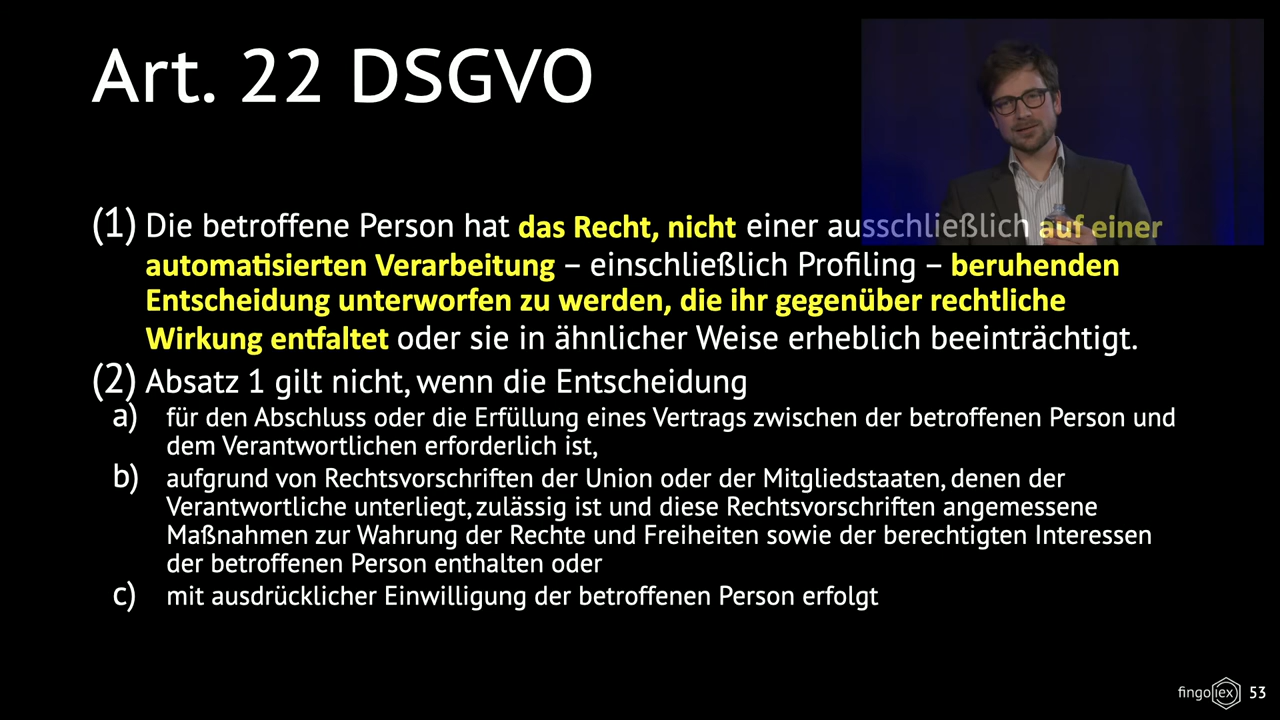 Art. 22 DSGVO
(1) Die betroffene Person hat das Recht, nicht einer ausschließlich auf einer
automatisierten Verarbeitung – einschließlich Profiling – beruhenden
Entscheidung unterworfen zu werden, die ihr gegenüber rechtliche
Wirkung entfaltet oder sie in ähnlicher Weise erheblich beeinträchtigt.
(2) Absatz 1 gilt nicht, wenn die Entscheidung
a) für den Abschluss oder die Erfüllung eines Vertrags zwischen der betroffenen Person und
dem Verantwortlichen erforderlich ist,
b) aufgrund von Rechtsvorschriften der Union oder der Mitgliedstaaten, denen der
Verantwortliche unterliegt, zulässig ist und diese Rechtsvorschriften angemessene
Maßnahmen zur Wahrung der Rechte und Freiheiten sowie der berechtigten Interessen
der betroffenen Person enthalten oder
c) mit ausdrücklicher Einwilligung der betroffenen Person erfolgt
fingolex 53